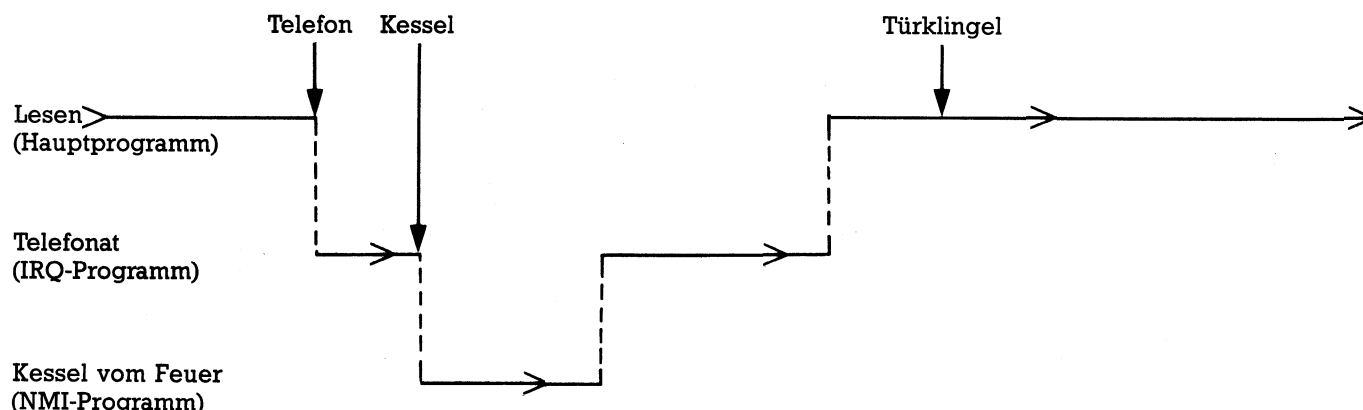 Telefon Kessel Türklingel
Lesen
(Hauptprogramm)
Telefonat
(IRQ-Programm)
Kessel vom Feuer
(NMI-Programm)